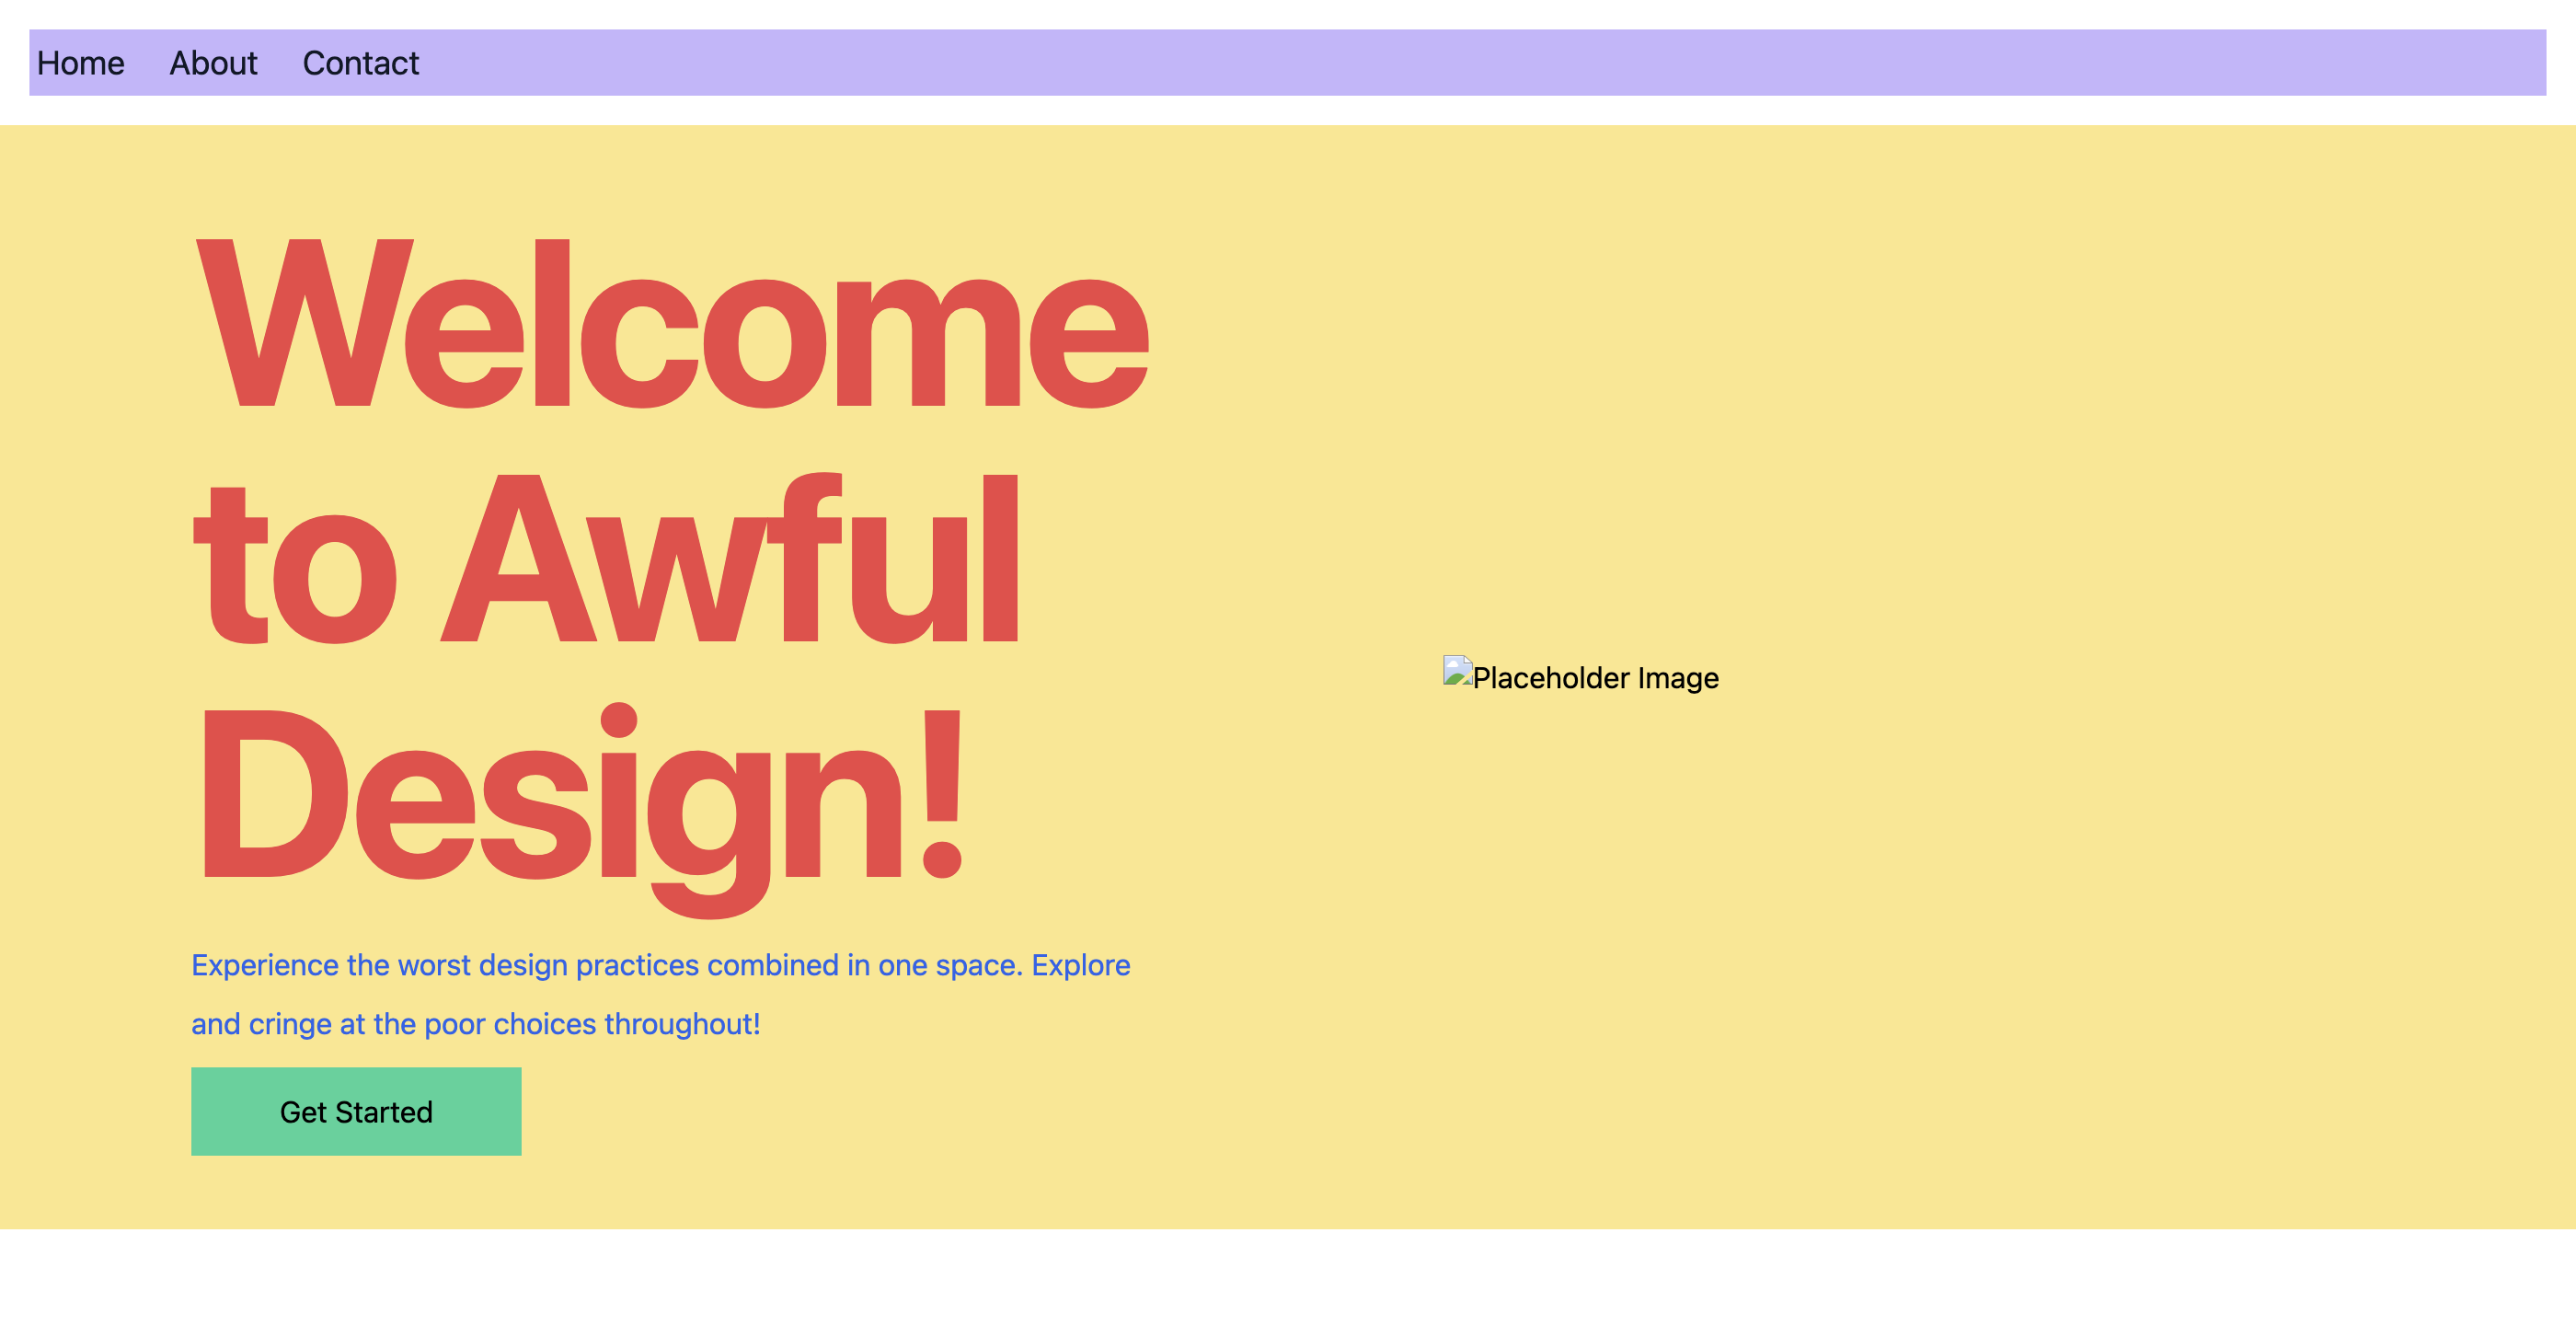 Home About Contact
Welcome
to Awful
Design!
Placeholder Image
Experience the worst design practices combined in one space. Explore
and cringe at the poor choices throughout!
Get Started